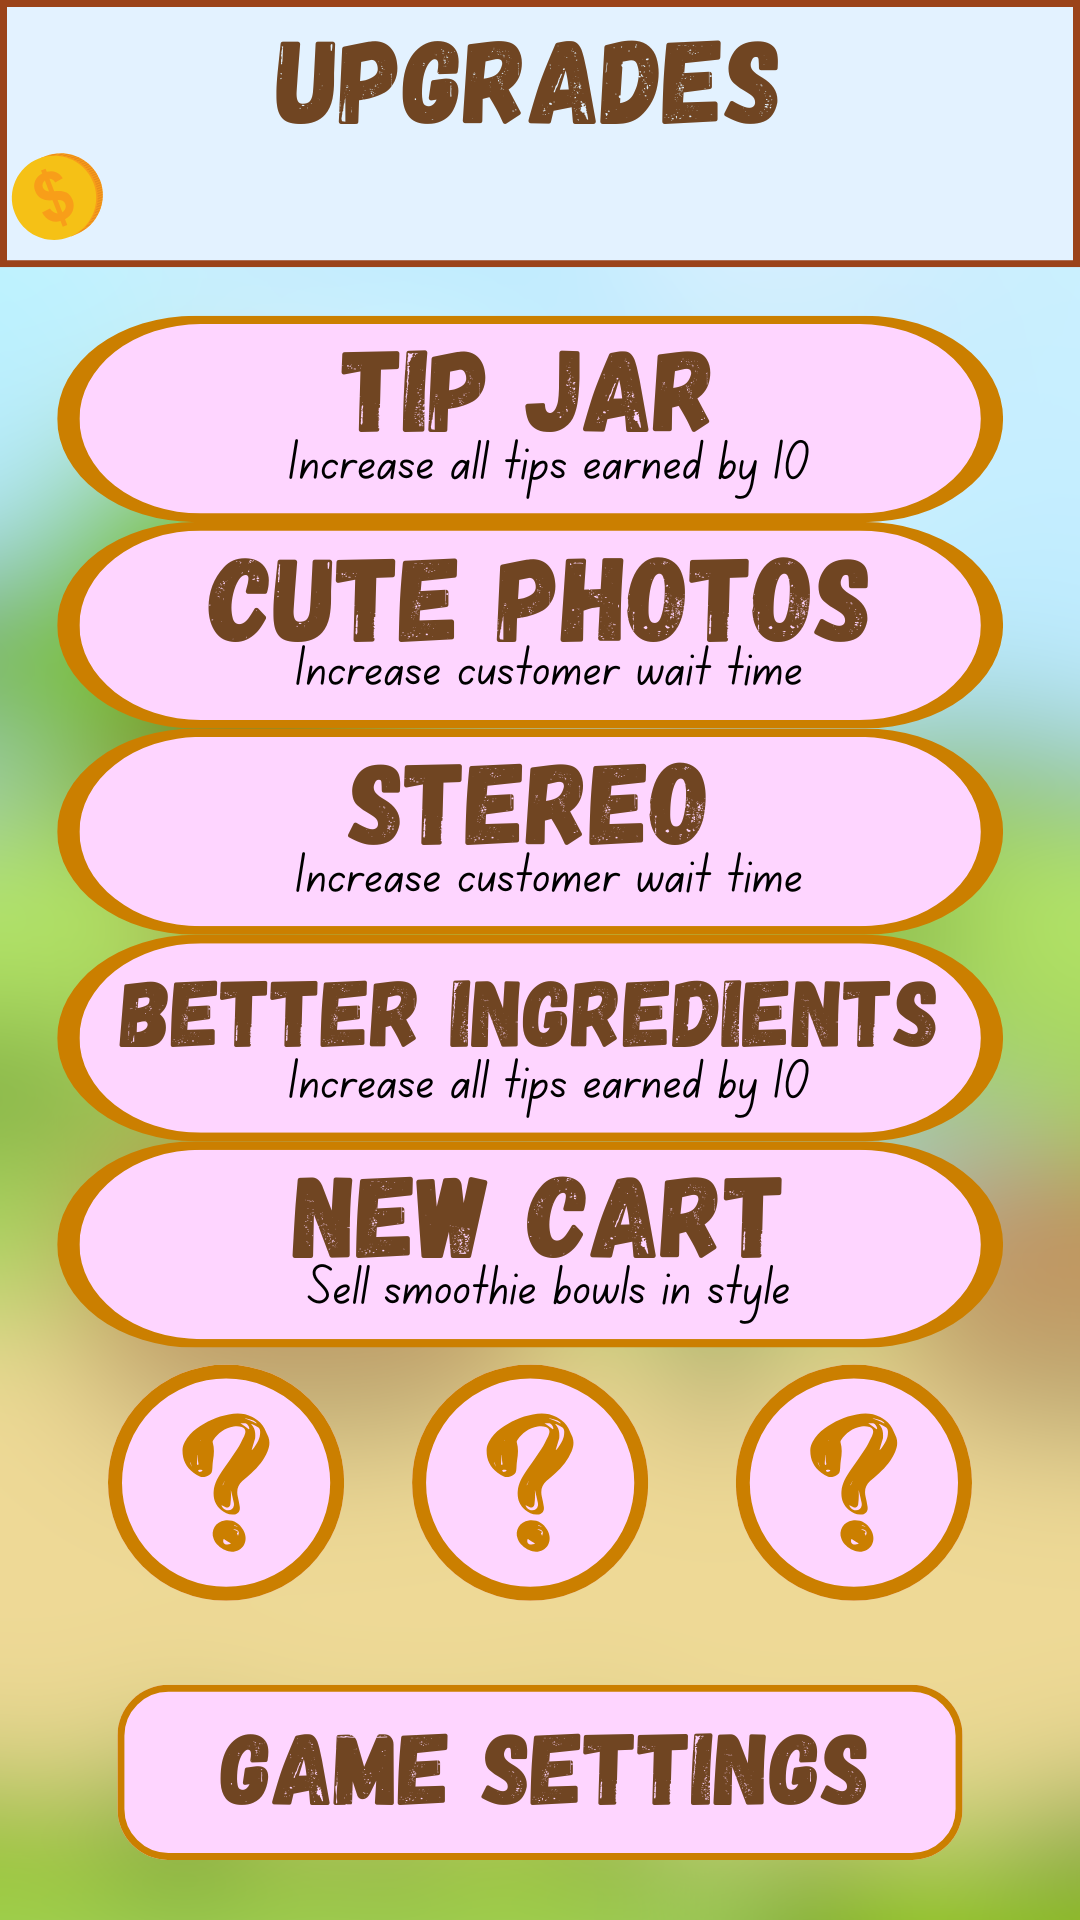 UPGRADES
$
TIP JAR
Increase all tips earned by 10
CUTE PHOTOS
Increase customer wait time
STEREO
Increase customer wait time
BETTER INGREDIENTS
Increase all tips earned by 10
NEW CART
Sell smoothie bowls in style
? ? ?
GAME SETTINGS